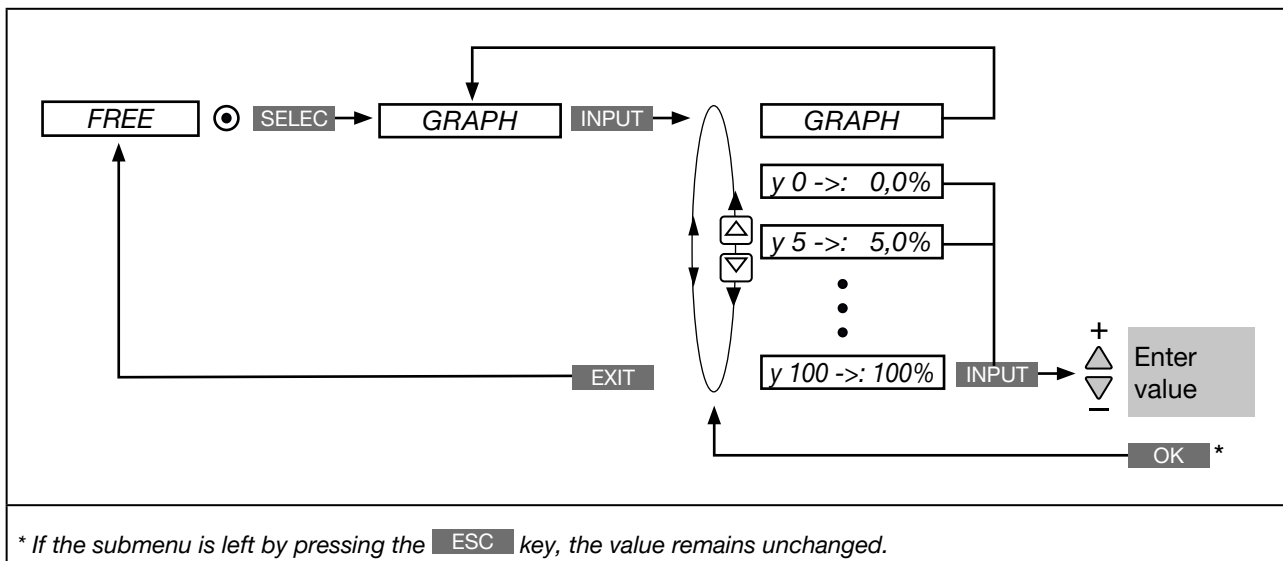 FREE SELEC GRAPH INPUT GRAPH
y 0 ->: 0,0%
y 5 ->: 5,0%
EXIT y 100 ->: 100% INPUT + − Enter
value
OK *
* If the submenu is left by pressing the ESC key, the value remains unchanged.